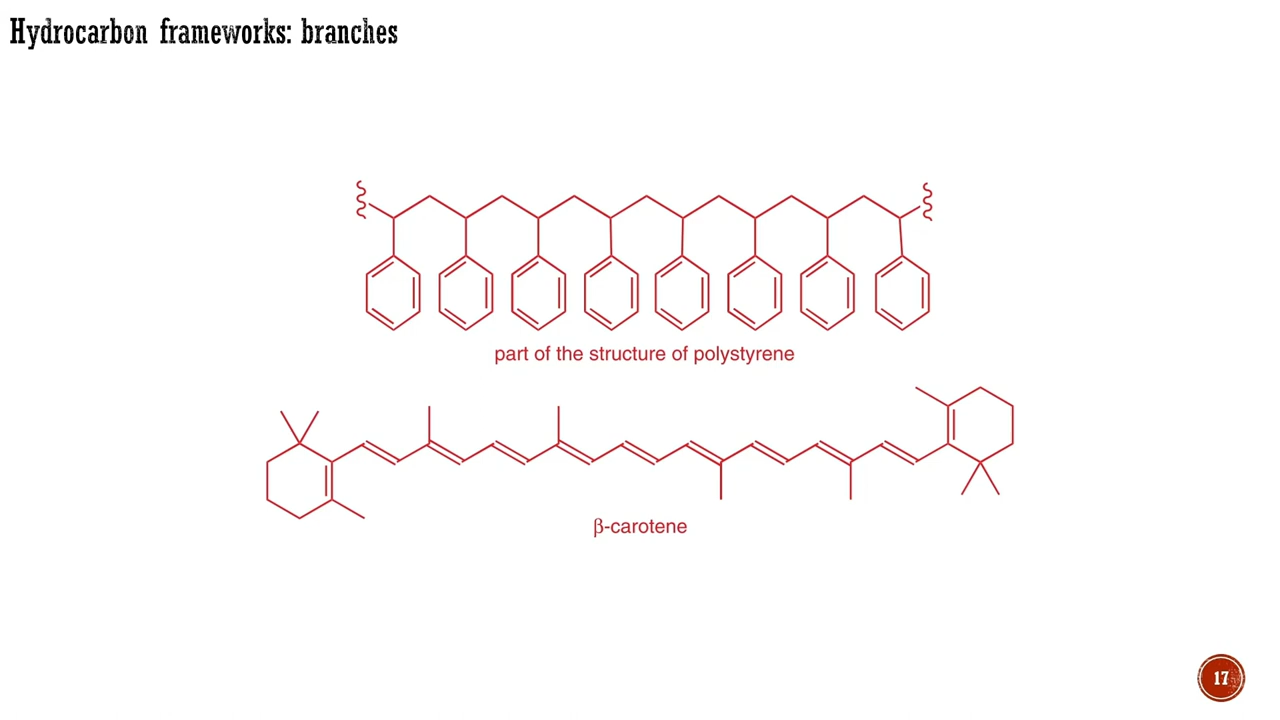 Hydrocarbon frameworks: branches
part of the structure of polystyrene
β-carotene
17